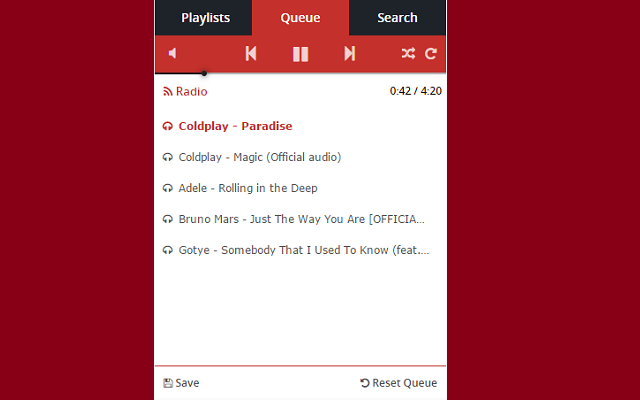 Playlists Queue Search
Radio 0:42 / 4:20
Coldplay - Paradise
Coldplay - Magic (Official audio)
Adele - Rolling in the Deep
Bruno Mars - Just The Way You Are [OFFICIA...
Gotye - Somebody That I Used To Know (feat....
Save Reset Queue